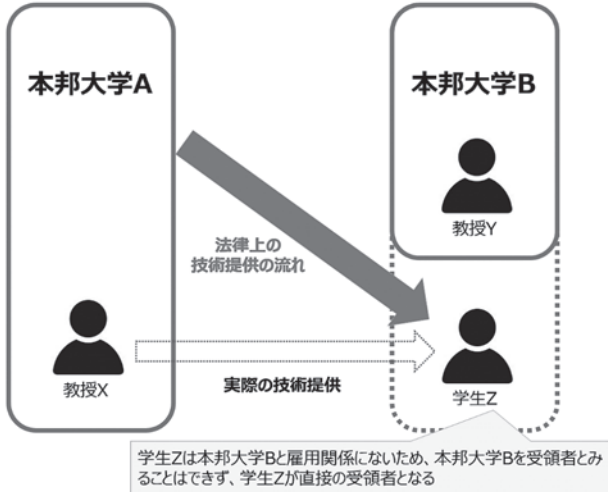 本邦大学A
本邦大学B
教授Y
法律上の
技術提供の流れ
教授X
実際の技術提供
学生Z
学生Zは本邦大学Bと雇用関係にないため、本邦大学Bを受領者とみ
ることはできず、学生Zが直接の受領者となる